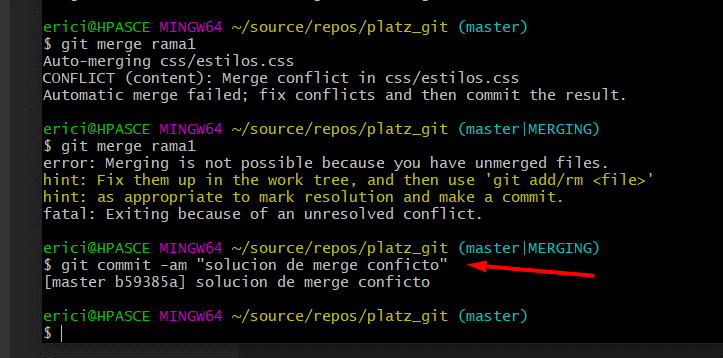 erici@HPASCE MINGW64 ~/source/repos/platz_git (master)
$ git merge rama1
Auto-merging css/estilos.css
CONFLICT (content): Merge conflict in css/estilos.css
Automatic merge failed; fix conflicts and then commit the result.
erici@HPASCE MINGW64 ~/source/repos/platz_git (master|MERGING)
$ git merge rama1
error: Merging is not possible because you have unmerged files.
hint: Fix them up in the work tree, and then use 'git add/rm <file>'
hint: as appropriate to mark resolution and make a commit.
fatal: Exiting because of an unresolved conflict.
erici@HPASCE MINGW64 ~/source/repos/platz_git (master|MERGING)
$ git commit -am "solucion de merge conficto"
[master b59385a] solucion de merge conficto
erici@HPASCE MINGW64 ~/source/repos/platz_git (master)
$